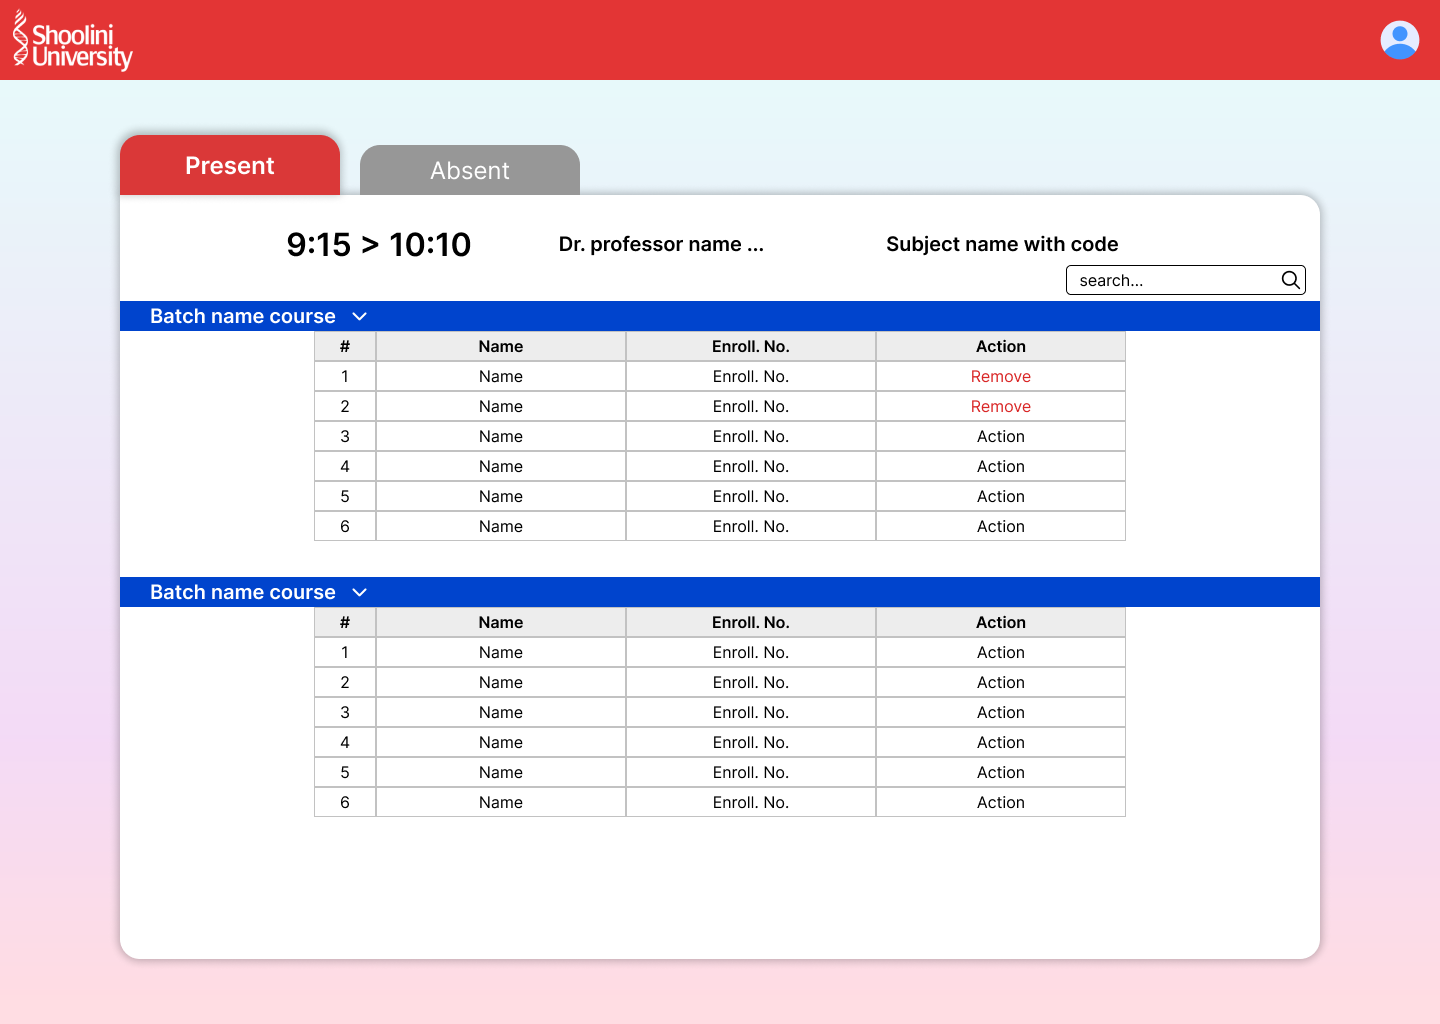 Shoolini
University
Present
Absent
9:15 > 10:10 Dr. professor name ... Subject name with code
search...
Batch name course
# Name Enroll. No. Action
1 Name Enroll. No. Remove
2 Name Enroll. No. Remove
3 Name Enroll. No. Action
4 Name Enroll. No. Action
5 Name Enroll. No. Action
6 Name Enroll. No. Action
Batch name course
# Name Enroll. No. Action
1 Name Enroll. No. Action
2 Name Enroll. No. Action
3 Name Enroll. No. Action
4 Name Enroll. No. Action
5 Name Enroll. No. Action
6 Name Enroll. No. Action